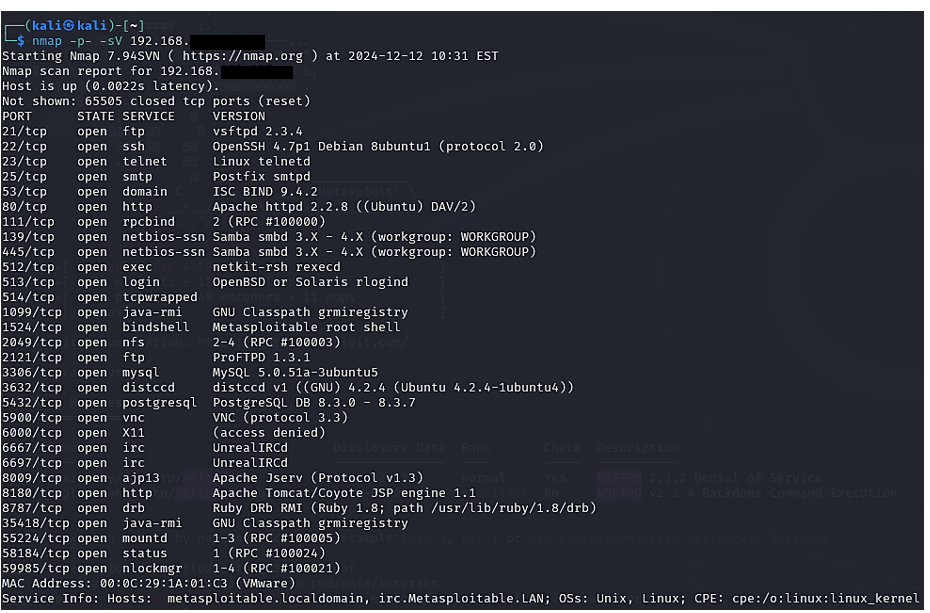 ┌──(kali㉿kali)-[~]
└─$ nmap -p- -sV 192.168.
Starting Nmap 7.94SVN ( https://nmap.org ) at 2024-12-12 10:31 EST
Nmap scan report for 192.168.
Host is up (0.0022s latency).
Not shown: 65505 closed tcp ports (reset)
PORT      STATE SERVICE     VERSION
21/tcp    open  ftp         vsftpd 2.3.4
22/tcp    open  ssh         OpenSSH 4.7p1 Debian 8ubuntu1 (protocol 2.0)
23/tcp    open  telnet      Linux telnetd
25/tcp    open  smtp        Postfix smtpd
53/tcp    open  domain      ISC BIND 9.4.2
80/tcp    open  http        Apache httpd 2.2.8 ((Ubuntu) DAV/2)
111/tcp   open  rpcbind     2 (RPC #100000)
139/tcp   open  netbios-ssn Samba smbd 3.X - 4.X (workgroup: WORKGROUP)
445/tcp   open  netbios-ssn Samba smbd 3.X - 4.X (workgroup: WORKGROUP)
512/tcp   open  exec        netkit-rsh rexecd
513/tcp   open  login       OpenBSD or Solaris rlogind
514/tcp   open  tcpwrapped
1099/tcp  open  java-rmi    GNU Classpath grmiregistry
1524/tcp  open  bindshell   Metasploitable root shell
2049/tcp  open  nfs         2-4 (RPC #100003)
2121/tcp  open  ftp         ProFTPD 1.3.1
3306/tcp  open  mysql       MySQL 5.0.51a-3ubuntu5
3632/tcp  open  distccd     distccd v1 ((GNU) 4.2.4 (Ubuntu 4.2.4-1ubuntu4))
5432/tcp  open  postgresql  PostgreSQL DB 8.3.0 - 8.3.7
5900/tcp  open  vnc         VNC (protocol 3.3)
6000/tcp  open  X11         (access denied)
6667/tcp  open  irc         UnrealIRCd
6697/tcp  open  irc         UnrealIRCd
8009/tcp  open  ajp13       Apache Jserv (Protocol v1.3)
8180/tcp  open  http        Apache Tomcat/Coyote JSP engine 1.1
8787/tcp  open  drb         Ruby DRb RMI (Ruby 1.8; path /usr/lib/ruby/1.8/drb)
35418/tcp open  java-rmi    GNU Classpath grmiregistry
55224/tcp open  mountd      1-3 (RPC #100005)
58184/tcp open  status      1 (RPC #100024)
59985/tcp open  nlockmgr    1-4 (RPC #100021)
MAC Address: 00:0C:29:1A:01:C3 (VMware)
Service Info: Hosts:  metasploitable.localdomain, irc.Metasploitable.LAN; OSs: Unix, Linux; CPE: cpe:/o:linux:linux_kernel